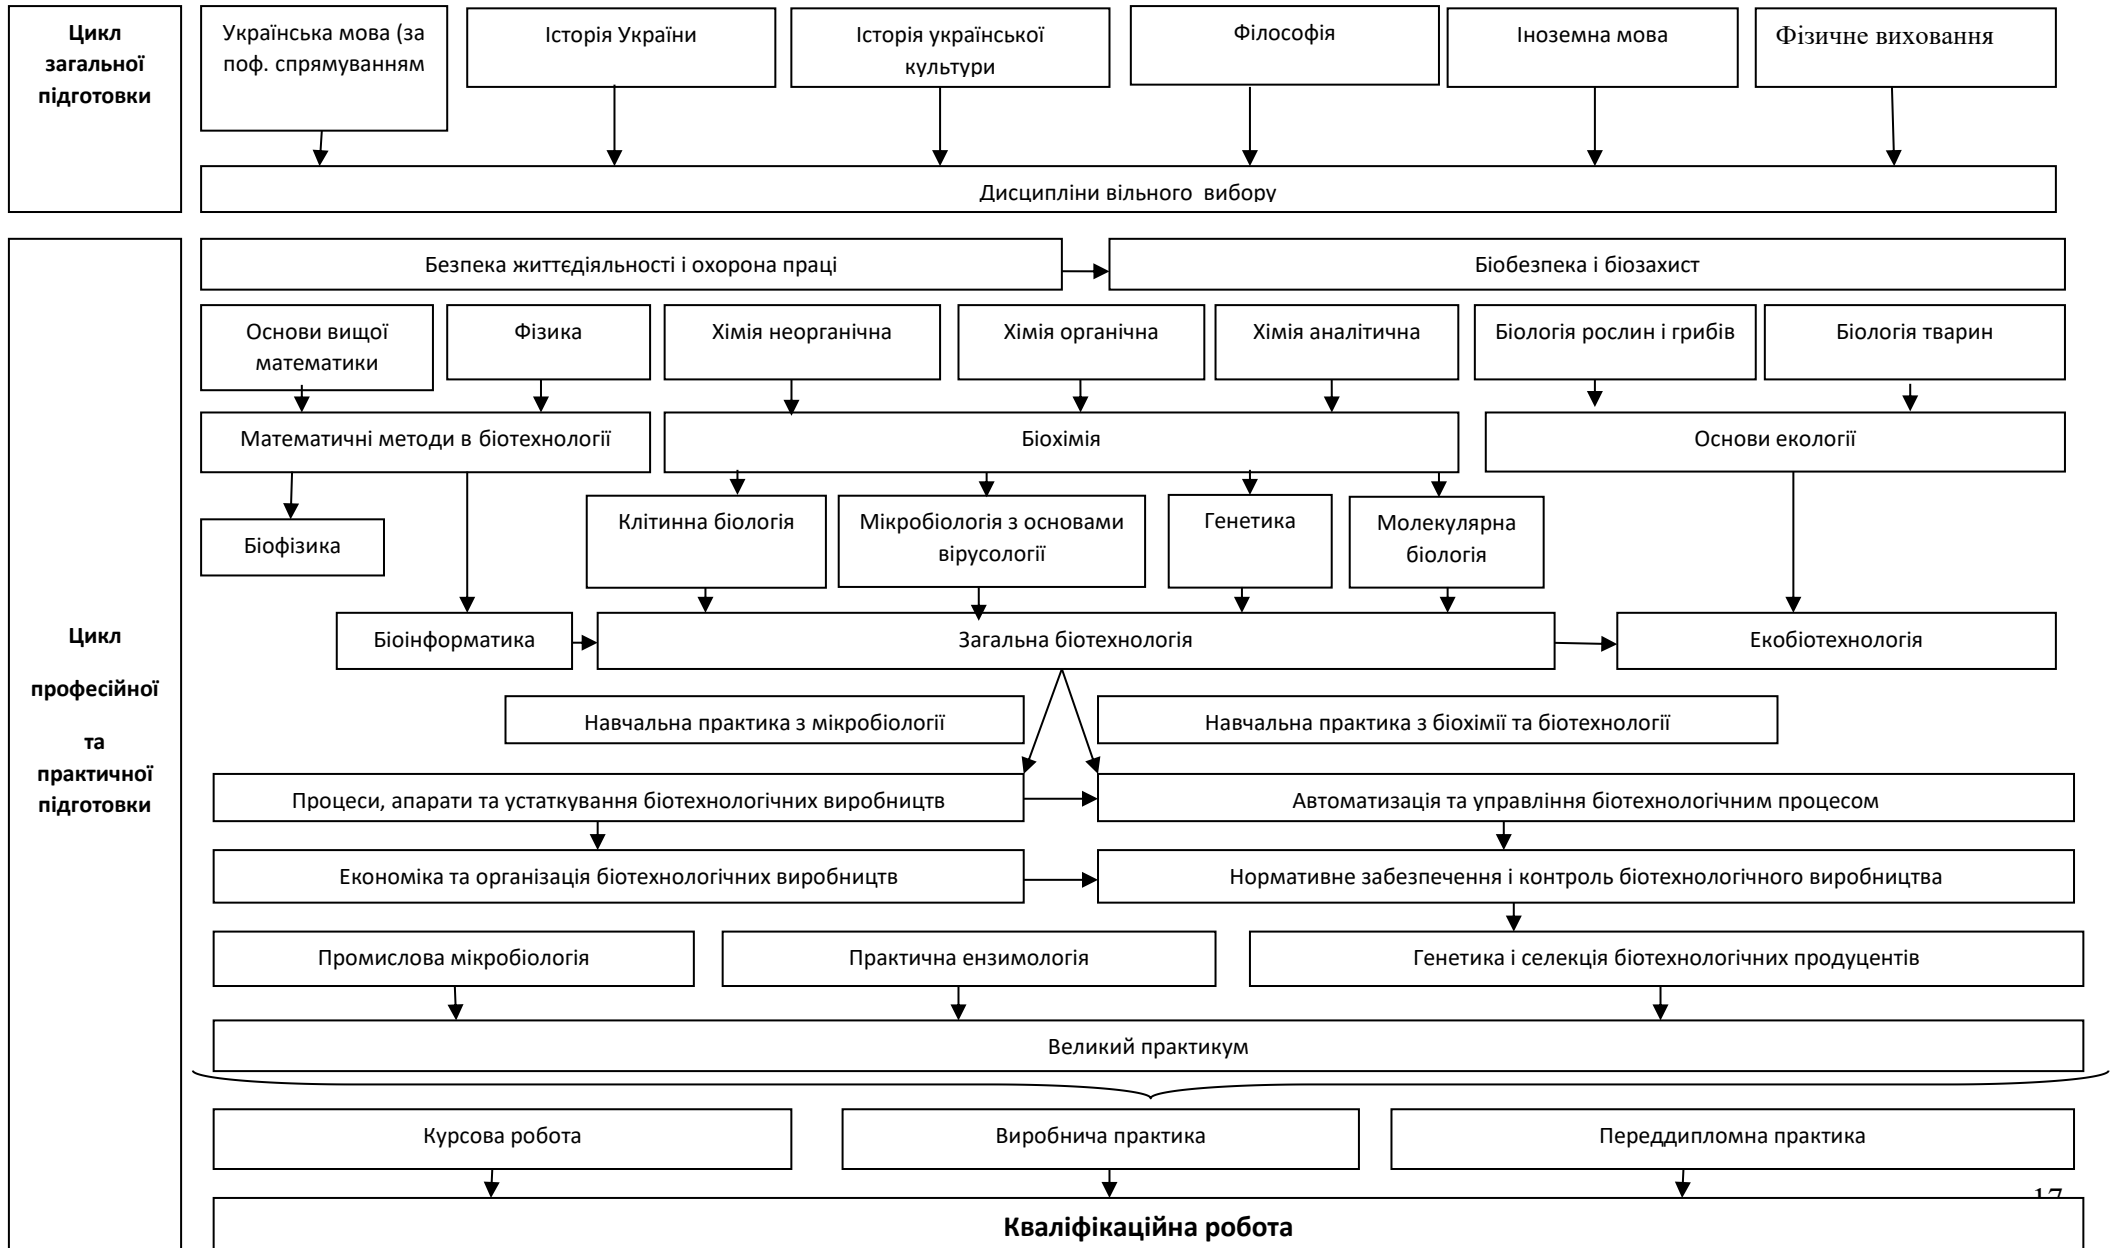 Цикл
загальної
підготовки
Українська мова (за
поф. спрямуванням
Історія України
Історія української
культури
Філософія
Іноземна мова
Фізичне виховання
Дисципліни вільного вибору
Цикл
професійної
та
практичної
підготовки
Безпека життєдіяльності і охорона праці
Біобезпека і біозахист
Основи вищої
математики
Фізика
Хімія неорганічна
Хімія органічна
Хімія аналітична
Біологія рослин і грибів
Біологія тварин
Математичні методи в біотехнології
Біохімія
Основи екології
Біофізика
Клітинна біологія
Мікробіологія з основами
вірусології
Генетика
Молекулярна
біологія
Біоінформатика
Загальна біотехнологія
Екобіотехнологія
Навчальна практика з мікробіології
Навчальна практика з біохімії та біотехнології
Процеси, апарати та устаткування біотехнологічних виробництв
Автоматизація та управління біотехнологічним процесом
Економіка та організація біотехнологічних виробництв
Нормативне забезпечення і контроль біотехнологічного виробництва
Промислова мікробіологія
Практична ензимологія
Генетика і селекція біотехнологічних продуцентів
Великий практикум
Курсова робота
Виробнича практика
Переддипломна практика
17
Кваліфікаційна робота